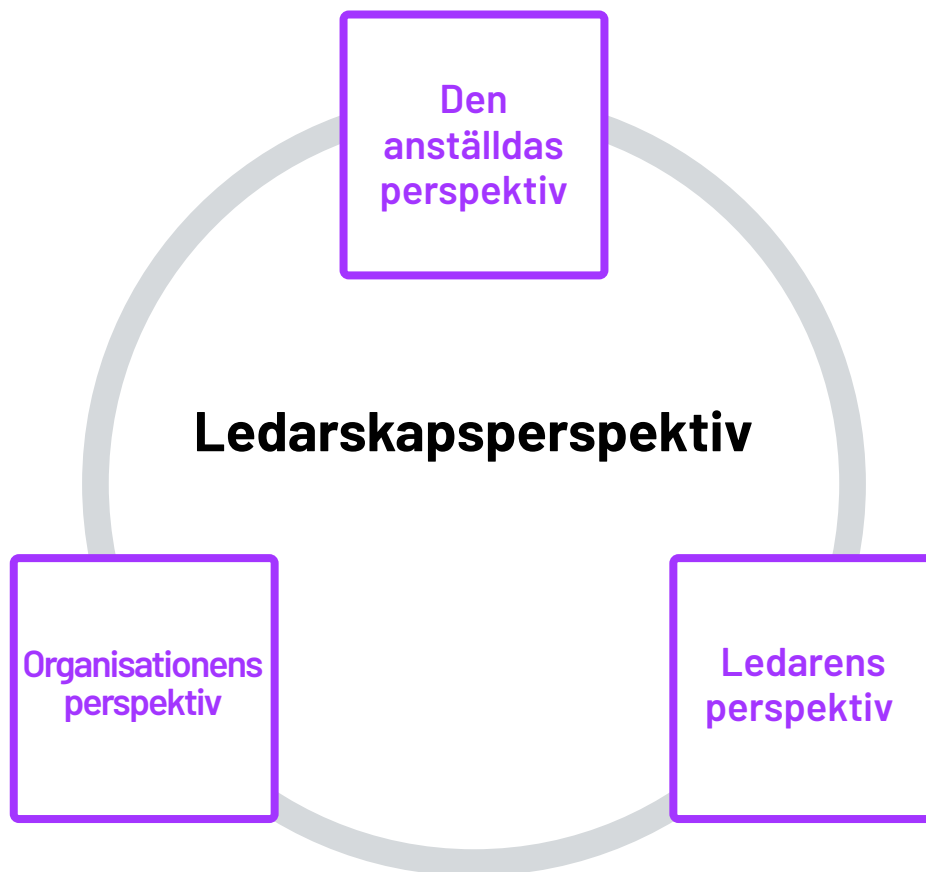 Den
anställdas
perspektiv
Ledarskapsperspektiv
Organisationens
perspektiv
Ledarens
perspektiv